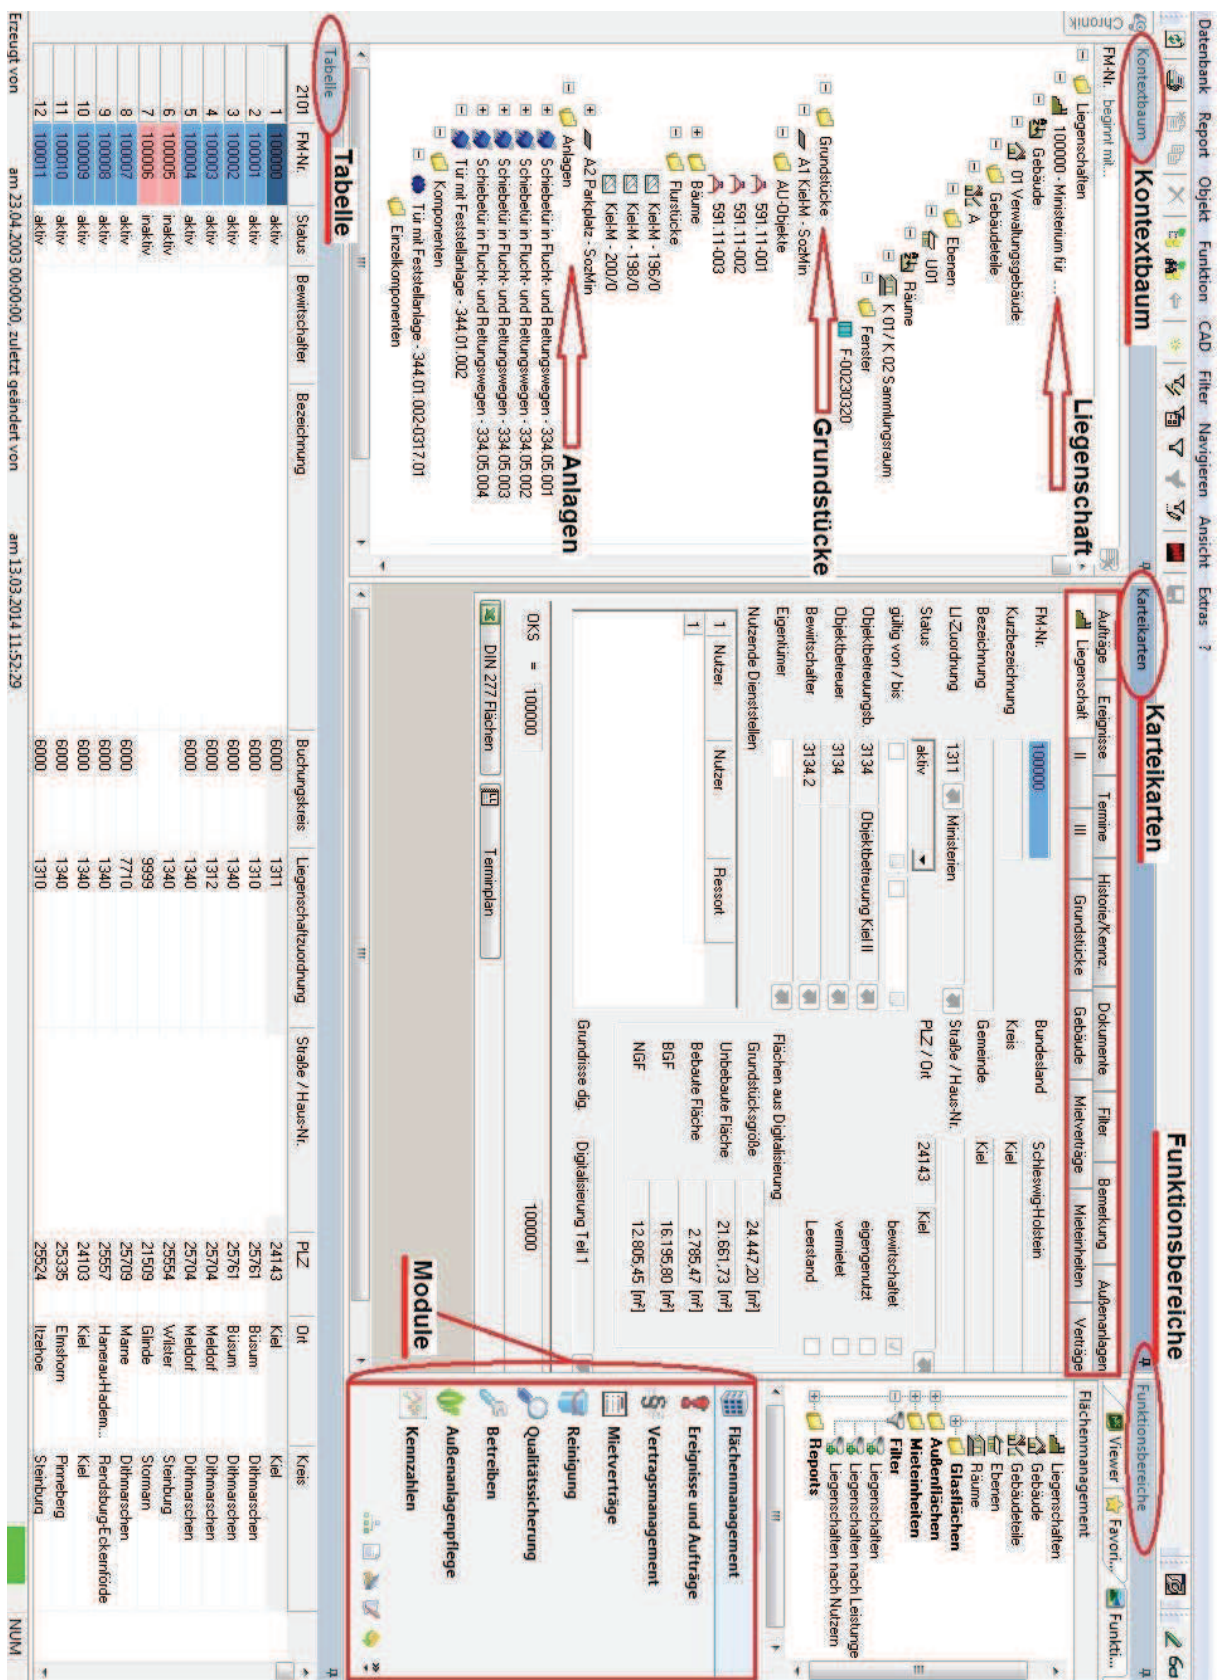 Datenbank Report Objekt Funktion CAD Filter Navigieren Ansicht Extras ?
Kontextbaum
Kontextbaum
Chronik
FM-Nr. beginnt mit...
Liegenschaften
100000 - Ministerium für ...
Liegenschaft
Gebäude
01 Verwaltungsgebäude
Gebäudeteile
A
Ebenen
U01
Räume
K 01 / K 02 Sammlungsraum
Fenster
F-00230320
Grundstücke
Grundstücke
A1 Kiel-M - SozMin
AU-Objekte
591.11-001
591.11-002
591.11-003
Bäume
Flurstücke
Kiel-M - 196/0
Kiel-M - 198/0
Kiel-M - 200/0
A2 Parkplatz - SozMin
Anlagen
Anlagen
Schiebetür in Flucht- und Rettungswegen - 334.05.001
Schiebetür in Flucht- und Rettungswegen - 334.05.002
Schiebetür in Flucht- und Rettungswegen - 334.05.003
Schiebetür in Flucht- und Rettungswegen - 334.05.004
Tür mit Feststellanlage - 344.01.002
Komponenten
Tür mit Feststellanlage - 344.01.002-0317.01
Einzelkomponenten
Karteikarten
Karteikarten
Aufträge Ereignisse Termine Historie/Kennz. Dokumente Filter Bemerkung Außenanlagen
Liegenschaft II III Grundstücke Gebäude Mietverträge Mieteinheiten Verträge
FM-Nr. 100000 Bundesland Schleswig-Holstein
Kurzbezeichnung Kreis Kiel
Bezeichnung Gemeinde Kiel
LI-Zuordnung 1311 Ministerien Straße / Haus-Nr.
Status aktiv PLZ / Ort 24143 Kiel
gültig von / bis bewirtschaftet
Objektbetreuungsb. 3134 Objektbetreuung Kiel II eigengenutzt
Objektbetreuer 3134 vermietet
Bewirtschafter 3134.2 Leerstand
Eigentümer
Nutzende Dienststellen
1 Nutzer Nutzer Ressort
1
Flächen aus Digitalisierung
Grundstücksgröße 24.447,20 [m²]
Unbebaute Fläche 21.661,73 [m²]
Bebaute Fläche 2.785,47 [m²]
BGF 16.195,80 [m²]
NGF 12.805,45 [m²]
Grundrisse dig. Digitalisierung Teil 1
OKS = 100000 100000
DIN 277 Flächen Terminplan
Module
Funktionsbereiche
Funktionsbereiche
Viewer Favori... Funkti...
Flächenmanagement
Liegenschaften
Gebäude
Gebäudeteile
Ebenen
Räume
Glasflächen
Außenflächen
Mieteinheiten
Filter
Liegenschaften
Liegenschaften nach Leistunge
Liegenschaften nach Nutzern
Reports
Flächenmanagement
Ereignisse und Aufträge
Vertragsmanagement
Mietverträge
Reinigung
Qualitätssicherung
Betreiben
Außenanlagenpflege
Kennzahlen
Tabelle
Tabelle
2101 FM-Nr. Status Bewirtschafter Bezeichnung Buchungskreis Liegenschaftzuordnung Straße / Haus-Nr. PLZ Ort Kreis
1 100000 aktiv 6000 1311 24143 Kiel Kiel
2 100001 aktiv 6000 1310 25761 Büsum Dithmarschen
3 100002 aktiv 6000 1340 25761 Büsum Dithmarschen
4 100003 aktiv 6000 1312 25704 Meldorf Dithmarschen
5 100004 aktiv 6000 1340 25704 Meldorf Dithmarschen
6 100005 inaktiv 1340 25554 Wilster Steinburg
7 100006 inaktiv 9999 21509 Glinde Stormarn
8 100007 aktiv 6000 7710 25709 Marne Dithmarschen
9 100008 aktiv 6000 1340 25557 Hanerau-Hadem... Rendsburg-Eckernförde
10 100009 aktiv 6000 1340 24103 Kiel Kiel
11 100010 aktiv 6000 1340 25335 Elmshorn Pinneberg
12 100011 aktiv 6000 1310 25524 Itzehoe Steinburg
Erzeugt von am 23.04.2003 00:00:00, zuletzt geändert von am 13.03.2014 11:52:29 NUM